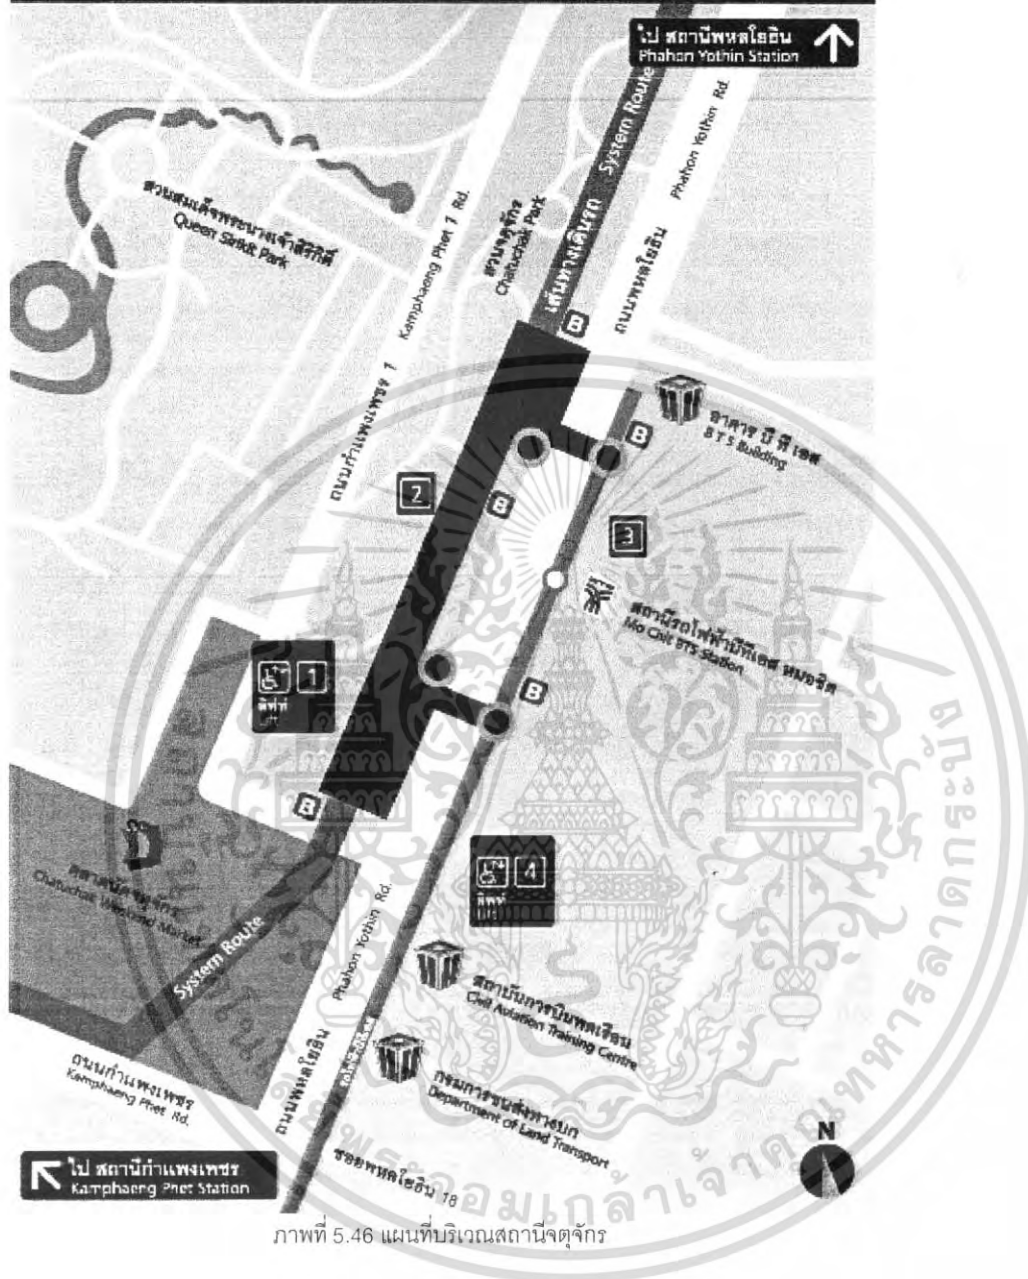 ไป สถานีพหลโยธิน
Phahon Yothin Station
เส้นทางเดินรถ System Route
Phahon Yothin Rd.
ถนนพหลโยธิน
สวนสมเด็จพระนางเจ้าสิริกิติ์
Queen Sirikit Park
สวนจตุจักร
Chatuchak Park
ถนนกำแพงเพชร 1 Kamphaeng Phet 1 Rd.
B
อาคาร บี ที เอส
B T S Building
B
2
B
3
สถานีรถไฟฟ้าบีทีเอส หมอชิต
Mo Chit BTS Station
1
ลิฟท์
Lift
B
B
4
ลิฟท์
Lift
ตลาดนัด จตุจักร
Chatuchak Weekend Market
System Route
ถนนพหลโยธิน Phahon Yothin Rd.
สถาบันการบินพลเรือน
Civil Aviation Training Centre
กรมการขนส่งทางบก
Department of Land Transport
ถนนกำแพงเพชร
Kamphaeng Phet Rd.
ซอยพหลโยธิน 18
N
ไป สถานีกำแพงเพชร
Kamphaeng Phet Station
ภาพที่ 5.46 แผนที่บริเวณสถานีจตุจักร